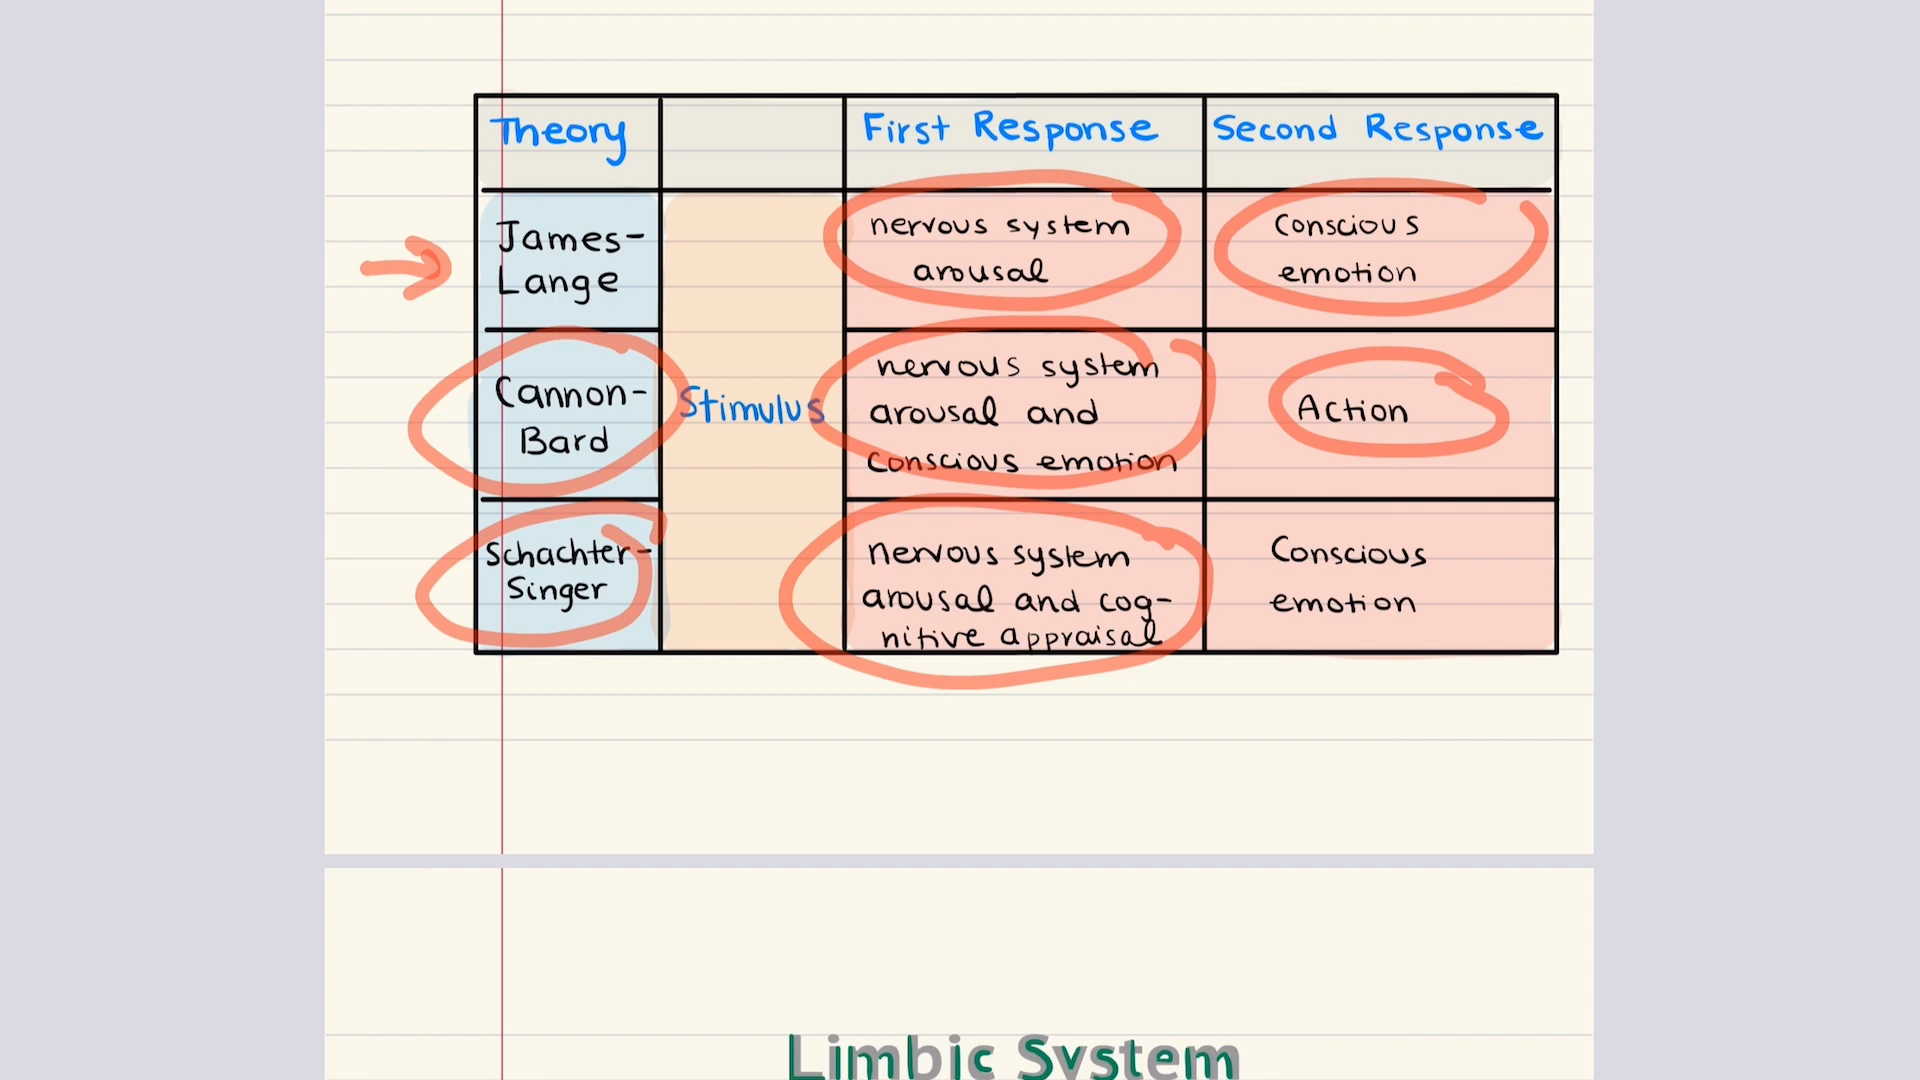 Theory
First Response
Second Response
James-
Lange
nervous system
arousal
Conscious
emotion
Cannon-
Bard
Stimulus
nervous system
arousal and
conscious emotion
Action
Schachter-
Singer
nervous system
arousal and cog-
nitive appraisal
Conscious
emotion
Limbic System